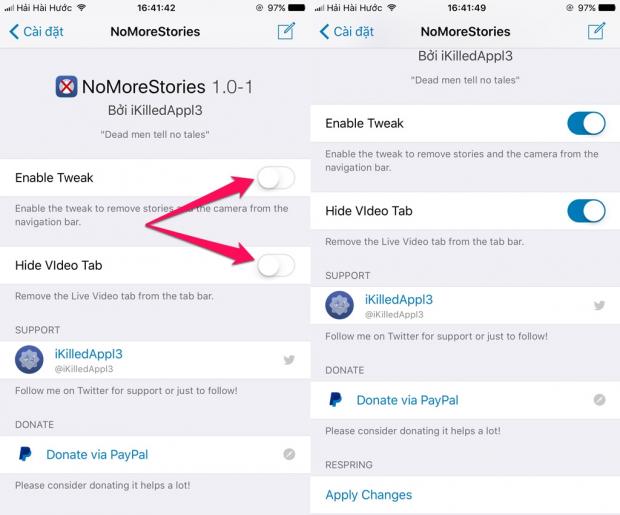 Hải Hài Hước 16:41:42 97%
Cài đặt NoMoreStories
NoMoreStories 1.0-1
Bởi iKilledAppl3
"Dead men tell no tales"
Enable Tweak
Enable the tweak to remove stories and the camera from the
navigation bar.
Hide VIdeo Tab
Remove the Live Video tab from the tab bar.
SUPPORT
iKilledAppl3
@iKilledAppl3
Follow me on Twitter for support or just to follow!
DONATE
Donate via PayPal
Please consider donating it helps a lot!
Hải Hài Hước 16:41:49 97%
Cài đặt NoMoreStories
Bởi iKilledAppl3
"Dead men tell no tales"
Enable Tweak
Enable the tweak to remove stories and the camera from the
navigation bar.
Hide VIdeo Tab
Remove the Live Video tab from the tab bar.
SUPPORT
iKilledAppl3
@iKilledAppl3
Follow me on Twitter for support or just to follow!
DONATE
Donate via PayPal
Please consider donating it helps a lot!
RESPRING
Apply Changes